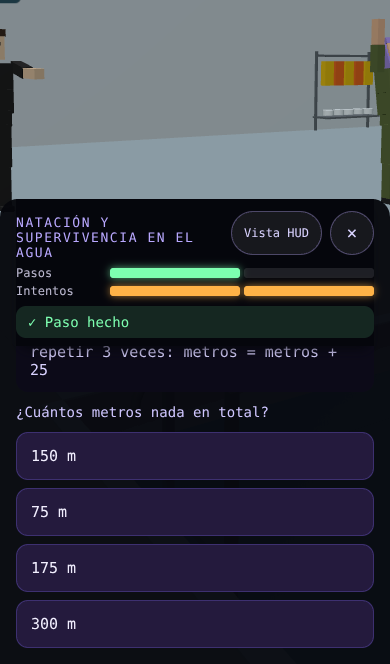 NATACIÓN Y
SUPERVIVENCIA EN EL
AGUA
Vista HUD
×
Pasos
Intentos
✓ Paso hecho
repetir 3 veces: metros = metros +
25
¿Cuántos metros nada en total?
150 m
75 m
175 m
300 m